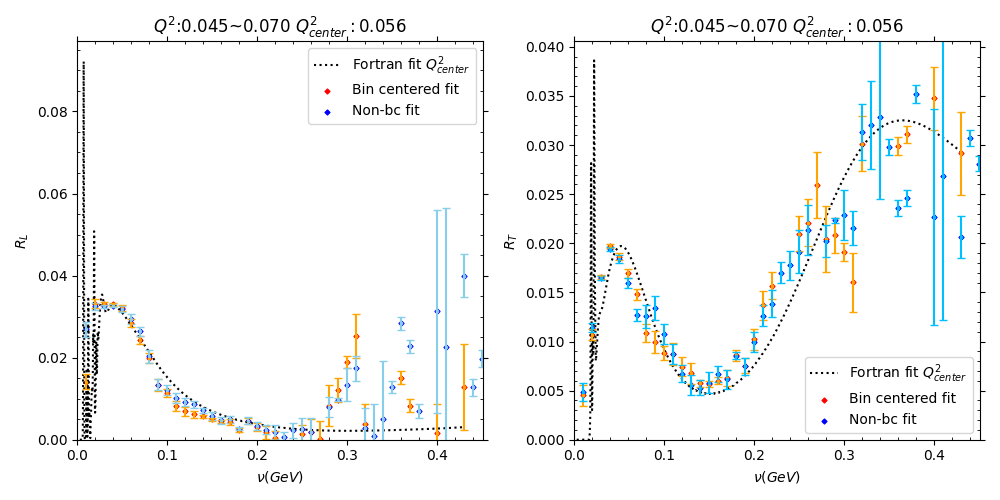 Q²:0.045~0.070 Q²center : 0.056
0.08
0.06
0.04
0.02
0.00
R_L
Fortran fit Q²center
Bin centered fit
Non-bc fit
0.0 0.1 0.2 0.3 0.4
ν(GeV)
Q²:0.045~0.070 Q²center : 0.056
0.040
0.035
0.030
0.025
0.020
0.015
0.010
0.005
0.000
R_T
Fortran fit Q²center
Bin centered fit
Non-bc fit
0.0 0.1 0.2 0.3 0.4
ν(GeV)